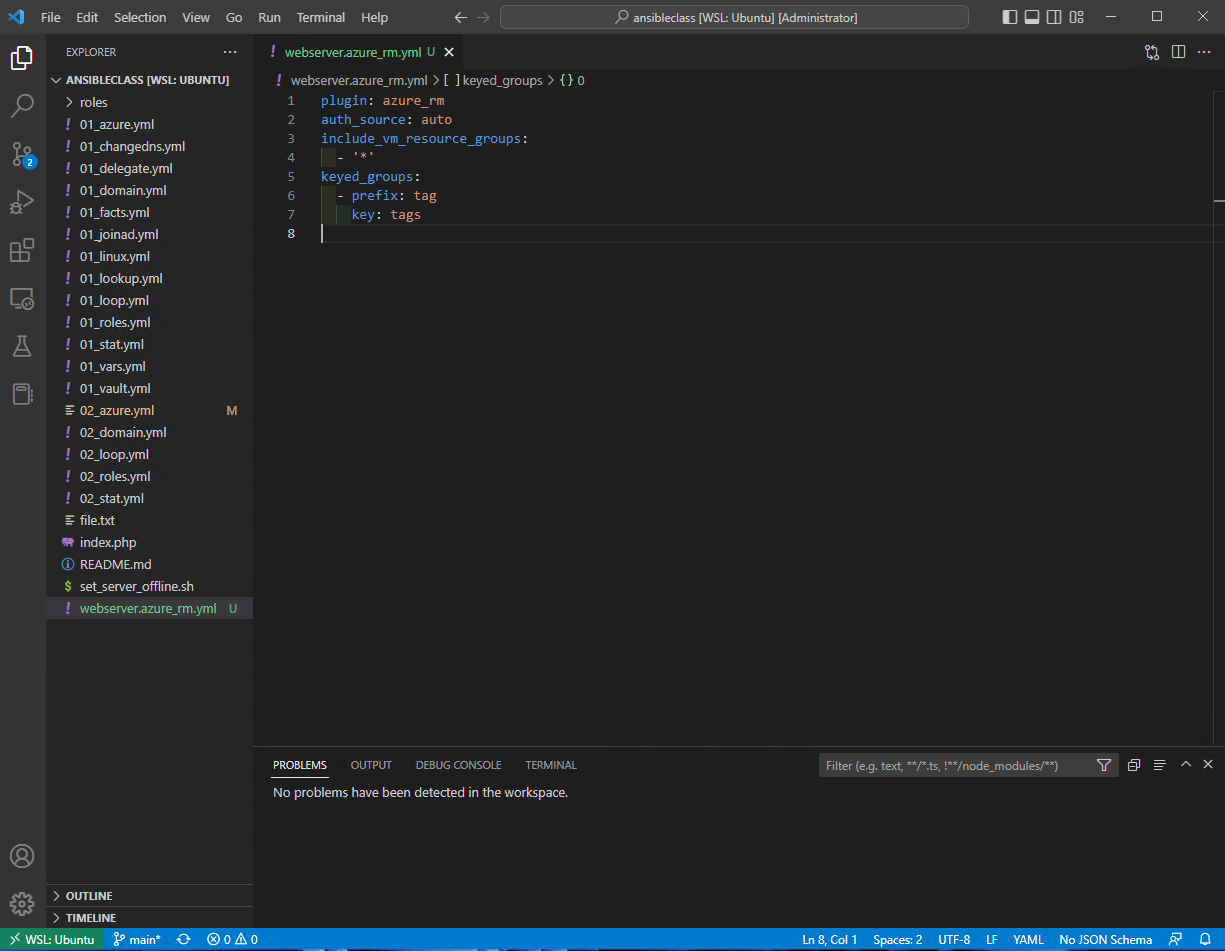 File Edit Selection View Go Run Terminal Help
ansibleclass [WSL: Ubuntu] [Administrator]
EXPLORER
ANSIBLECLASS [WSL: UBUNTU]
roles
! 01_azure.yml
! 01_changedns.yml
! 01_delegate.yml
! 01_domain.yml
! 01_facts.yml
! 01_joinad.yml
! 01_linux.yml
! 01_lookup.yml
! 01_loop.yml
! 01_roles.yml
! 01_stat.yml
! 01_vars.yml
! 01_vault.yml
02_azure.yml M
! 02_domain.yml
! 02_loop.yml
! 02_roles.yml
! 02_stat.yml
file.txt
index.php
README.md
$ set_server_offline.sh
! webserver.azure_rm.yml U
OUTLINE
TIMELINE
2
! webserver.azure_rm.yml U
! webserver.azure_rm.yml > [ ] keyed_groups > {} 0
1 plugin: azure_rm
2 auth_source: auto
3 include_vm_resource_groups:
4 - '*'
5 keyed_groups:
6 - prefix: tag
7 key: tags
8
PROBLEMS OUTPUT DEBUG CONSOLE TERMINAL
Filter (e.g. text, **/*.ts, !**/node_modules/**)
No problems have been detected in the workspace.
WSL: Ubuntu main* 0 0 Ln 8, Col 1 Spaces: 2 UTF-8 LF YAML No JSON Schema